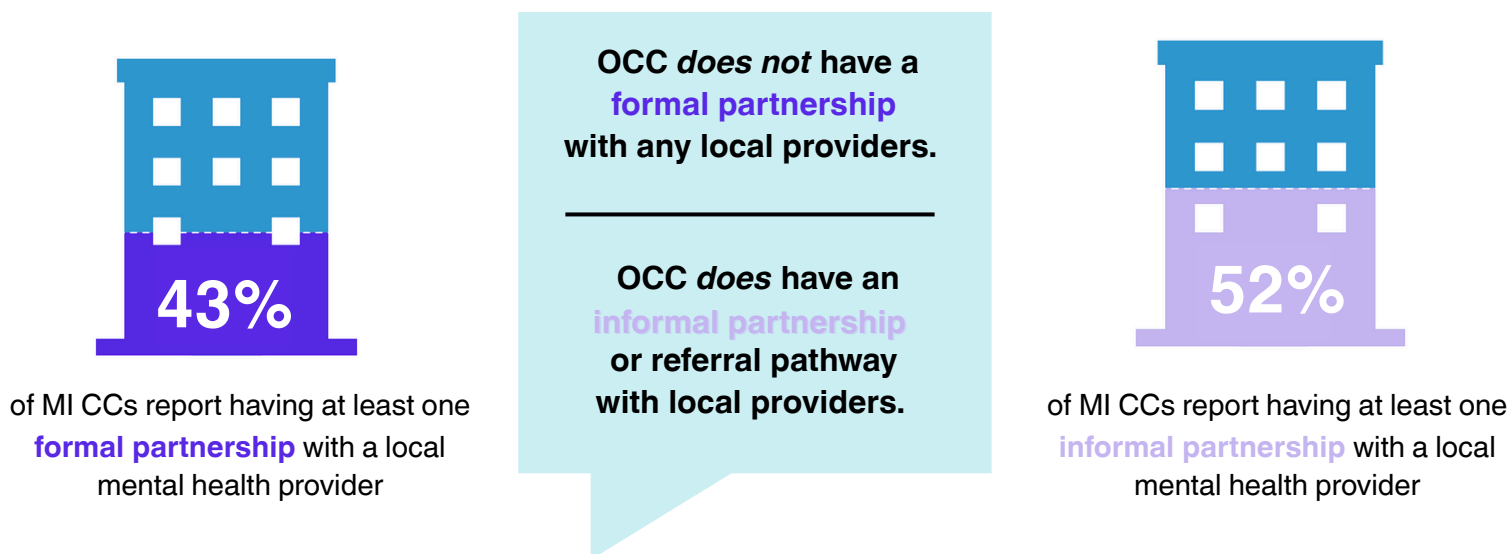 43%
of MI CCs report having at least one
formal partnership with a local
mental health provider
OCC does not have a
formal partnership
with any local providers.
OCC does have an
informal partnership
or referral pathway
with local providers.
52%
of MI CCs report having at least one
informal partnership with a local
mental health provider